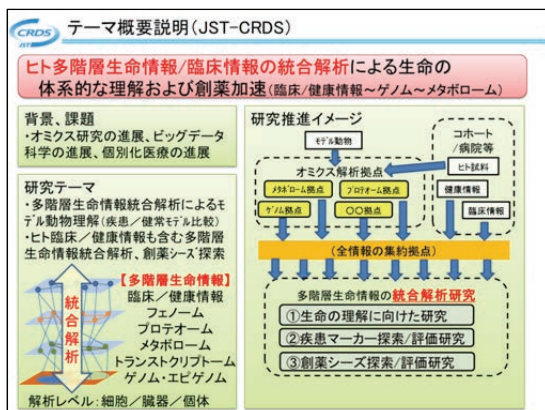 CRDS
JST
テーマ概要説明(JST-CRDS)
ヒト多階層生命情報/臨床情報の統合解析による生命の
体系的な理解および創薬加速(臨床/健康情報～ゲノム～メタボローム)
背景、課題
・オミクス研究の進展、ビッグデータ
科学の進展、個別化医療の進展
研究テーマ
・多階層生命情報統合解析によるモ
デル動物理解(疾患／健常モデル比較)
・ヒト臨床／健康情報も含む多階層
生命情報統合解析、創薬シーズ探索
統合解析
【多階層生命情報】
臨床／健康情報
フェノーム
プロテオーム
メタボローム
トランストクリプトーム
ゲノム・エピゲノム
解析レベル：細胞／臓器／個体
研究推進イメージ
モデル動物
コホート
/病院等
オミクス解析拠点
ヒト試料
メタボローム拠点
プロテオーム拠点
健康情報
ゲノム拠点
〇〇拠点
臨床情報
(全情報の集約拠点)
多階層生命情報の統合解析研究
①生命の理解に向けた研究
②疾患マーカー探索/評価研究
③創薬シーズ探索/評価研究